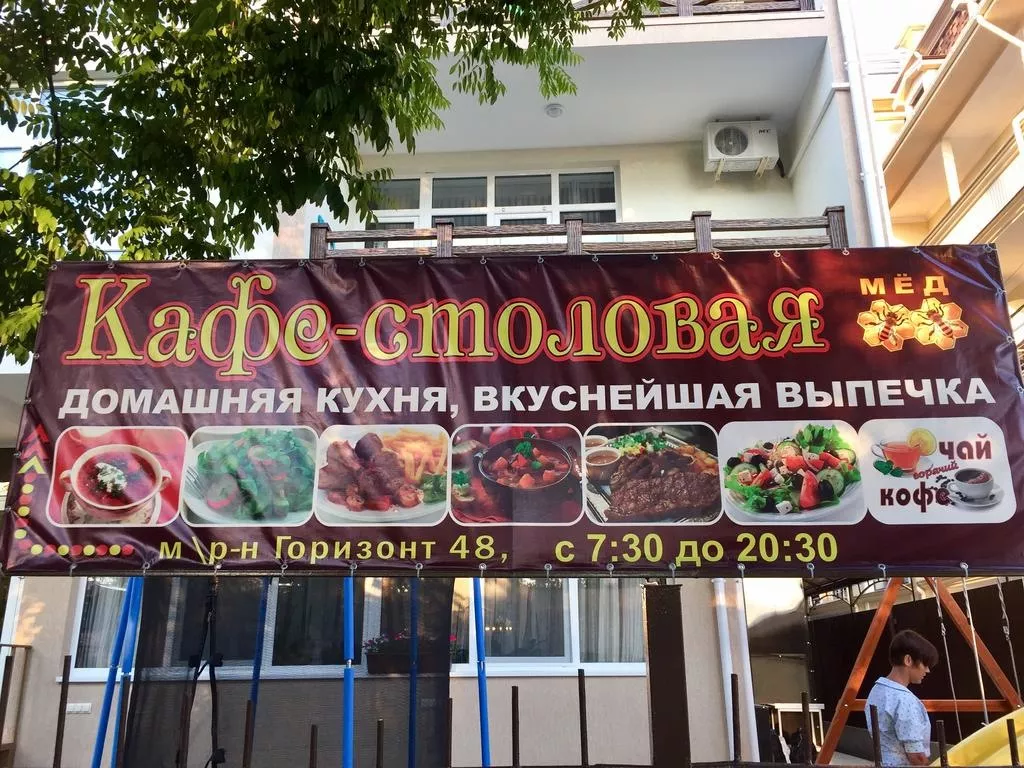 Кафе-столовая
МЁД
ДОМАШНЯЯ КУХНЯ, ВКУСНЕЙШАЯ ВЫПЕЧКА
чай
горячий
кофе
м\р-н Горизонт 48, с 7:30 до 20:30